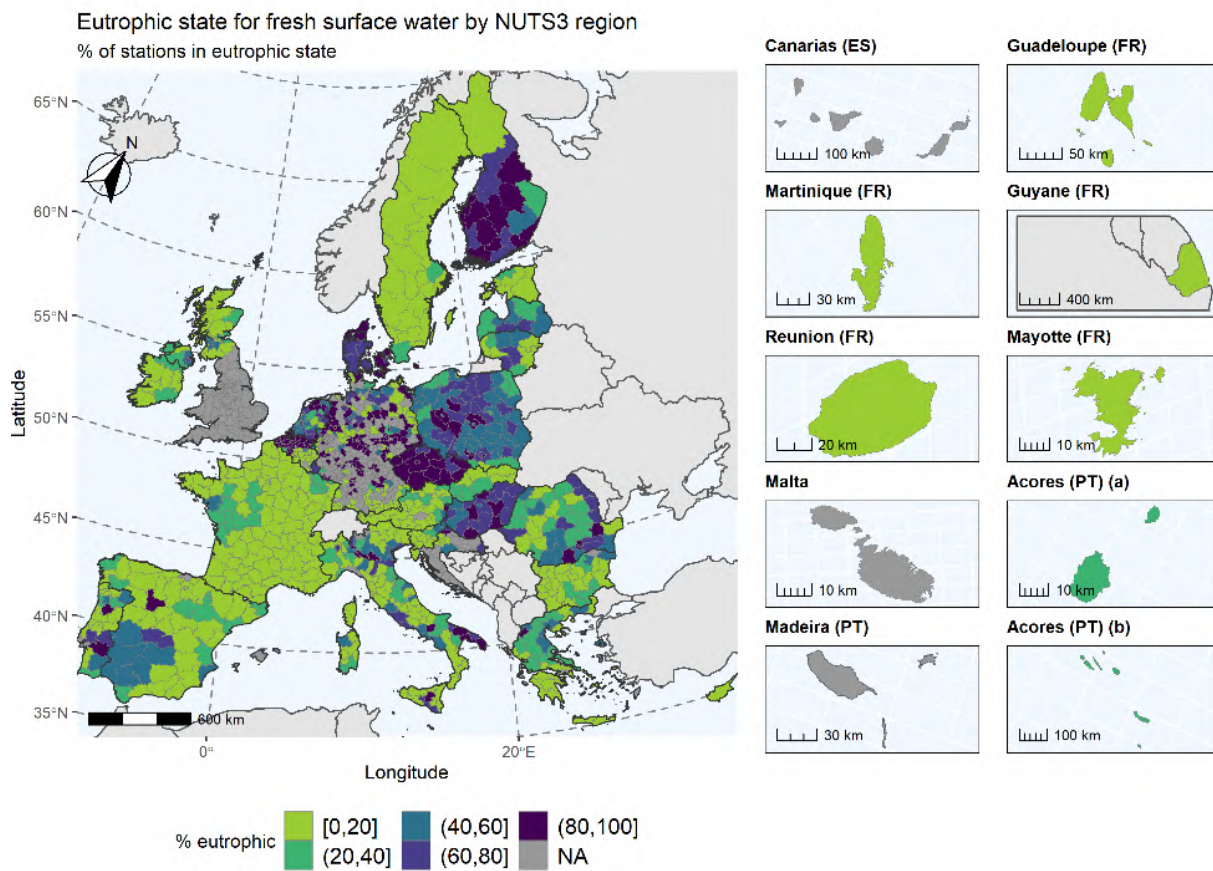 Eutrophic state for fresh surface water by NUTS3 region
% of stations in eutrophic state
65°N
60°N
55°N
50°N
45°N
40°N
35°N
Latitude
N
600 km
0°
20°E
Longitude
Canarias (ES)
100 km
Guadeloupe (FR)
50 km
Martinique (FR)
30 km
Guyane (FR)
400 km
Reunion (FR)
20 km
Mayotte (FR)
10 km
Malta
10 km
Acores (PT) (a)
10 km
Madeira (PT)
30 km
Acores (PT) (b)
100 km
% eutrophic
[0,20]
(20,40]
(40,60]
(60,80]
(80,100]
NA